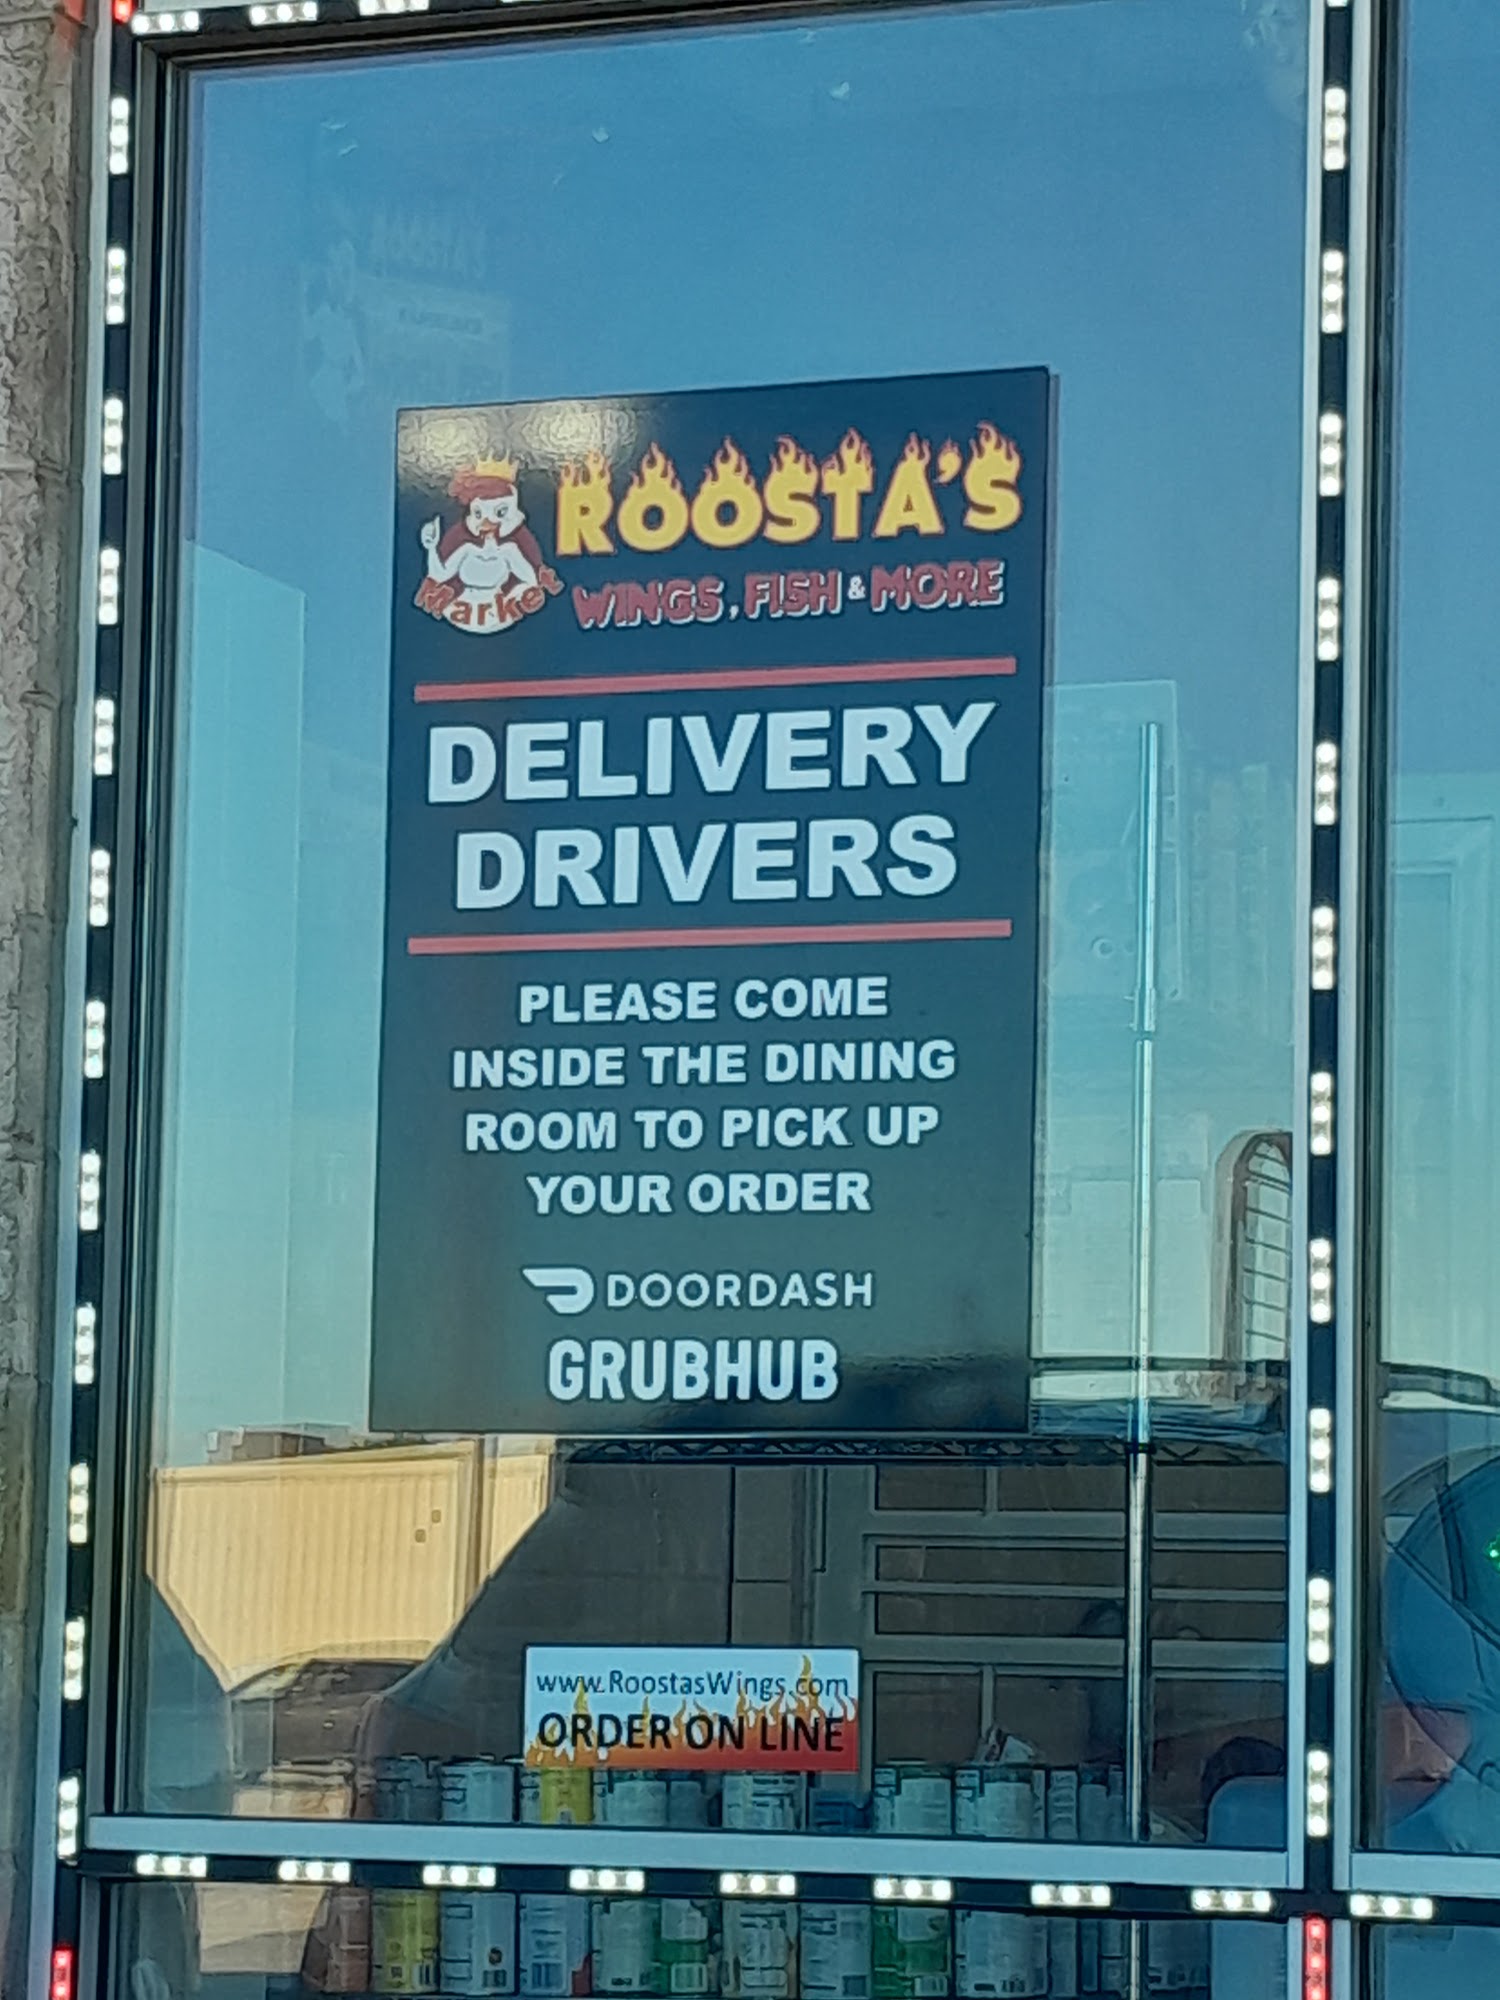 ROOSTA'S
Market
WINGS, FISH & MORE
DELIVERY
DRIVERS
PLEASE COME
INSIDE THE DINING
ROOM TO PICK UP
YOUR ORDER
DOORDASH
GRUBHUB
www.RoostasWings.com
ORDER ON LINE